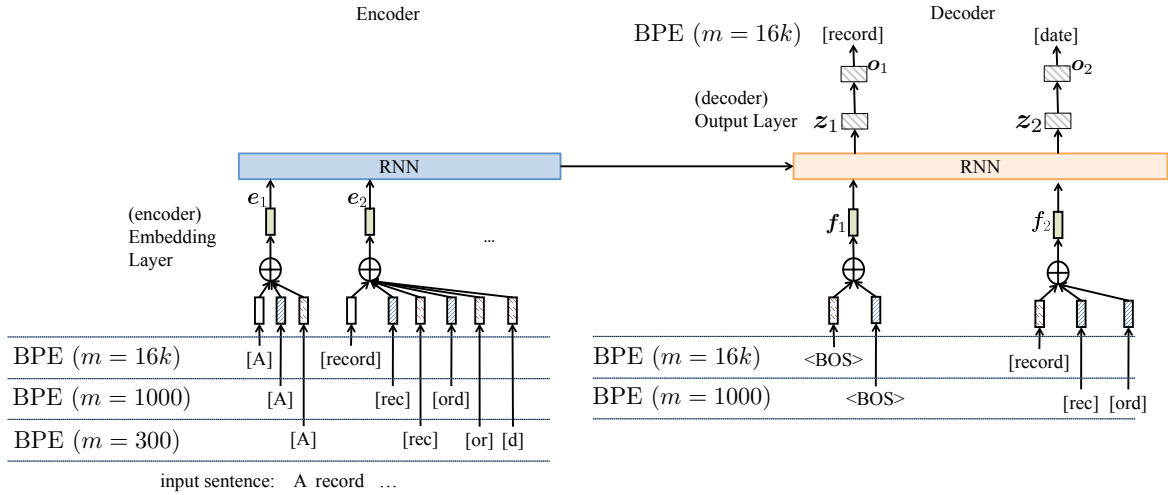 Encoder
Decoder
BPE (m = 16k)
[record]
[date]
o₁
o₂
(decoder)
Output Layer
z₁
z₂
RNN
RNN
e₁
e₂
(encoder)
Embedding
Layer
...
f₁
f₂
BPE (m = 16k)
[A]
[record]
BPE (m = 1000)
[A]
[rec]
[ord]
BPE (m = 300)
[A]
[rec]
[or]
[d]
input sentence: A record ...
BPE (m = 16k)
<BOS>
[record]
BPE (m = 1000)
<BOS>
[rec]
[ord]